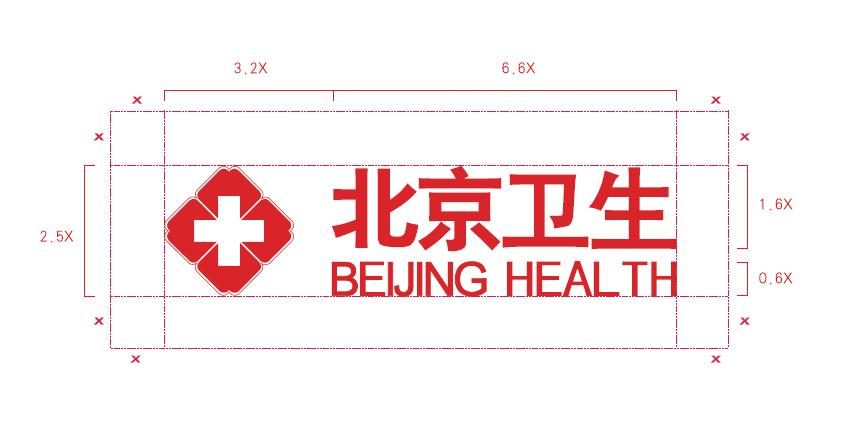 3.2X 6.6X
x x
x x
北京卫生
1.6X
2.5X
BEIJING HEALTH
0.6X
x x
x x